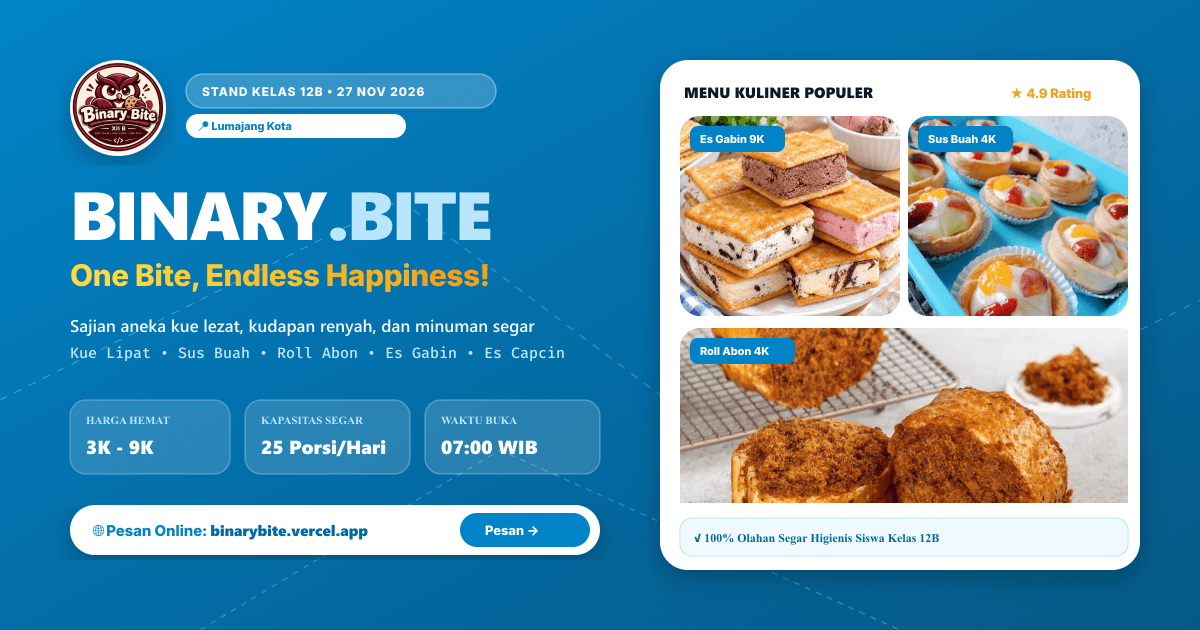 Binary Bite
XII B
</>
STAND KELAS 12B • 27 NOV 2026
Lumajang Kota
BINARY.BITE
One Bite, Endless Happiness!
Sajian aneka kue lezat, kudapan renyah, dan minuman segar
Kue Lipat • Sus Buah • Roll Abon • Es Gabin • Es Capcin
HARGA HEMAT
3K - 9K
KAPASITAS SEGAR
25 Porsi/Hari
WAKTU BUKA
07:00 WIB
Pesan Online: binarybite.vercel.app
Pesan →
MENU KULINER POPULER
★ 4.9 Rating
Es Gabin 9K
Sus Buah 4K
Roll Abon 4K
√ 100% Olahan Segar Higienis Siswa Kelas 12B